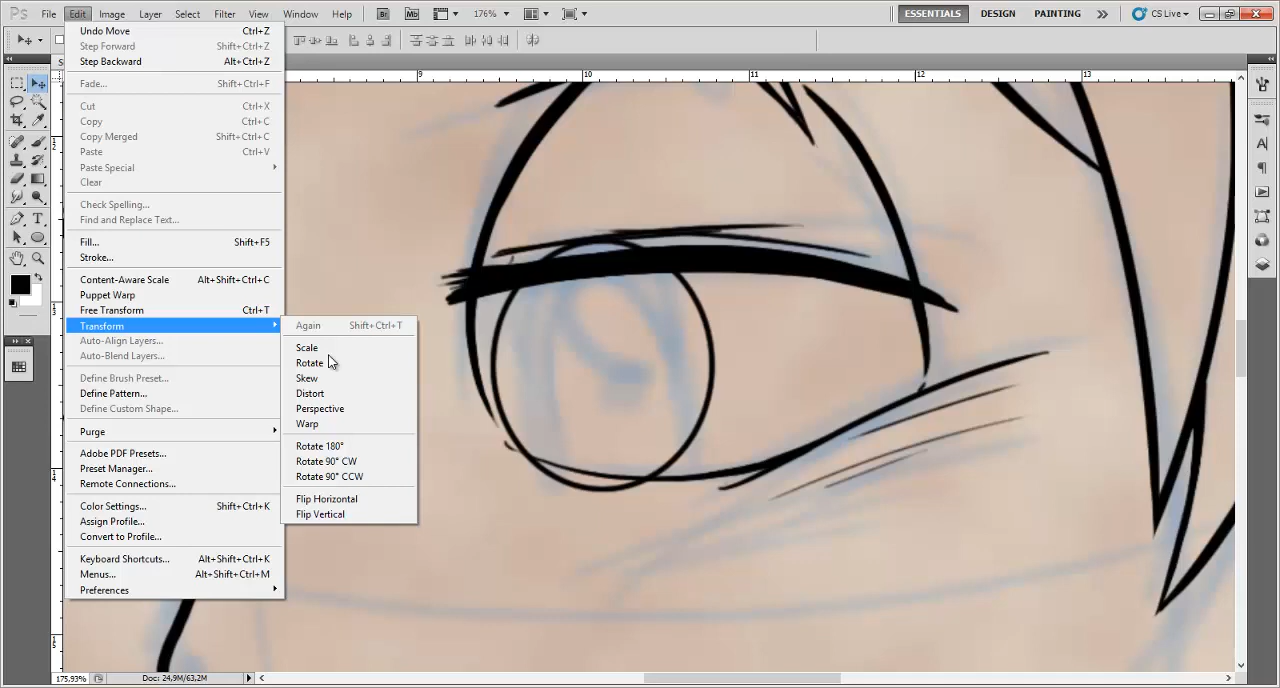 Ps File Edit Image Layer Select Filter View Window Help Br Mb 176% ESSENTIALS DESIGN PAINTING CS Live
Undo Move Ctrl+Z
Step Forward Shift+Ctrl+Z
Step Backward Alt+Ctrl+Z
Fade... Shift+Ctrl+F
Cut Ctrl+X
Copy Ctrl+C
Copy Merged Shift+Ctrl+C
Paste Ctrl+V
Paste Special
Clear
Check Spelling...
Find and Replace Text...
Fill... Shift+F5
Stroke...
Content-Aware Scale Alt+Shift+Ctrl+C
Puppet Warp
Free Transform Ctrl+T
Transform
Auto-Align Layers...
Auto-Blend Layers...
Define Brush Preset...
Define Pattern...
Define Custom Shape...
Purge
Adobe PDF Presets...
Preset Manager...
Remote Connections...
Color Settings... Shift+Ctrl+K
Assign Profile...
Convert to Profile...
Keyboard Shortcuts... Alt+Shift+Ctrl+K
Menus... Alt+Shift+Ctrl+M
Preferences
Again Shift+Ctrl+T
Scale
Rotate
Skew
Distort
Perspective
Warp
Rotate 180°
Rotate 90° CW
Rotate 90° CCW
Flip Horizontal
Flip Vertical
9 10 11 12 13
175,93% Doc: 24,9M/63,2M